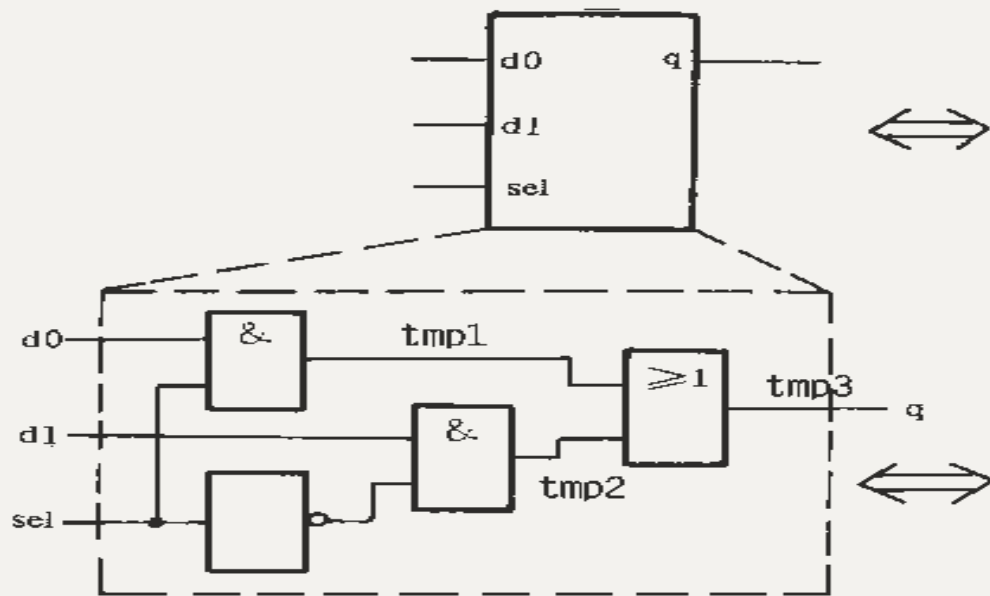 d0 q
d1
sel
d0 & tmp1
≥1 tmp3 q
d1 &
tmp2
sel